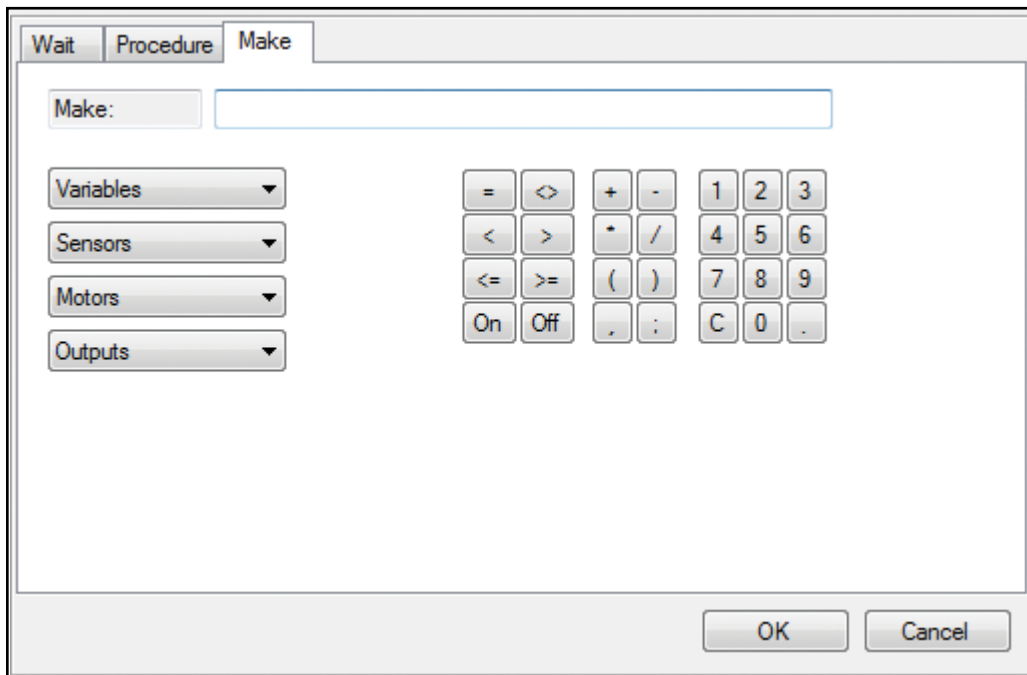 Wait Procedure Make
Make:
Variables = <> + - 1 2 3
Sensors < > * / 4 5 6
Motors <= >= ( ) 7 8 9
On Off , ; C 0 .
Outputs
OK Cancel